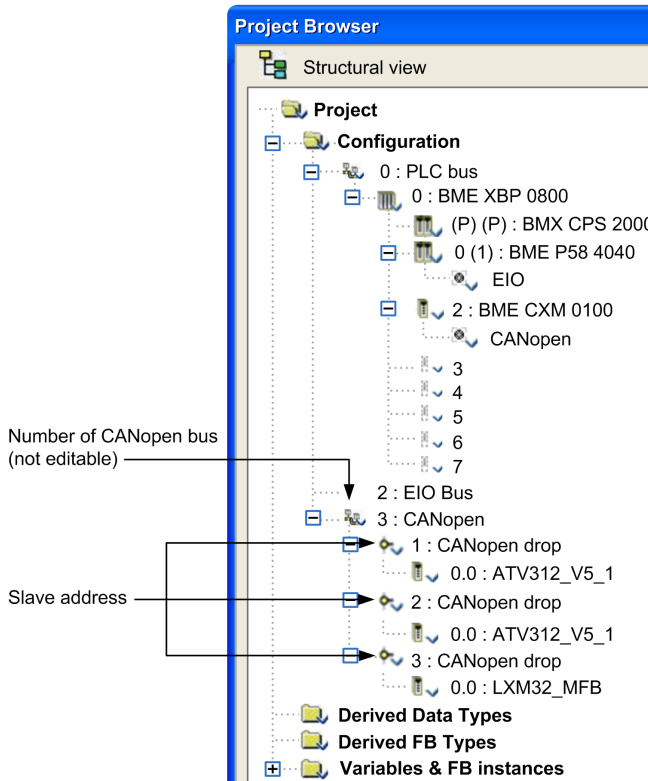 Project Browser
Structural view
Project
Configuration
0 : PLC bus
0 : BME XBP 0800
(P) (P) : BMX CPS 2000
0 (1) : BME P58 4040
EIO
2 : BME CXM 0100
CANopen
3
4
5
6
7
Number of CANopen bus
(not editable)
2 : EIO Bus
3 : CANopen
1 : CANopen drop
0.0 : ATV312_V5_1
Slave address
2 : CANopen drop
0.0 : ATV312_V5_1
3 : CANopen drop
0.0 : LXM32_MFB
Derived Data Types
Derived FB Types
Variables & FB instances